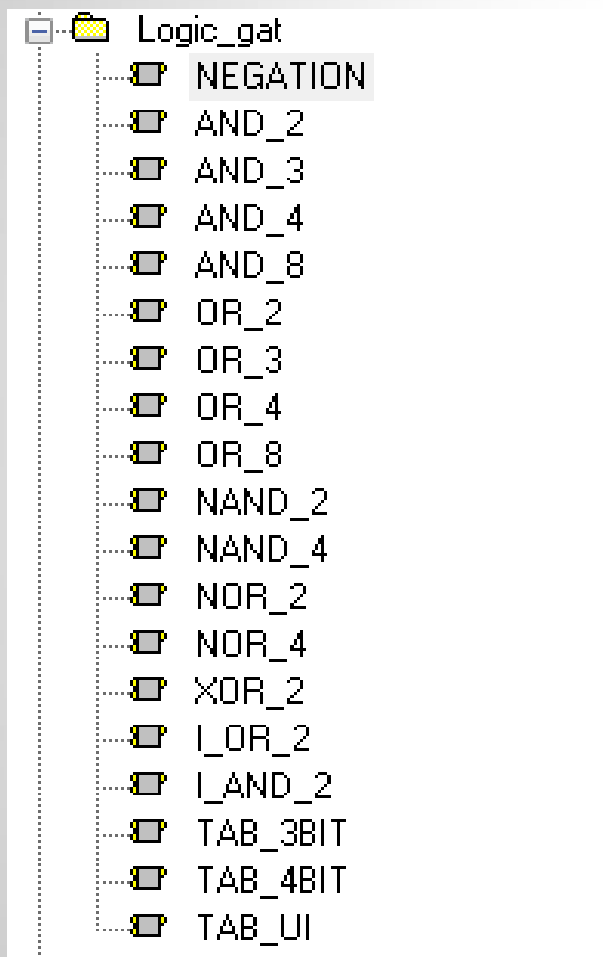 Logic_gat
NEGATION
AND_2
AND_3
AND_4
AND_8
OR_2
OR_3
OR_4
OR_8
NAND_2
NAND_4
NOR_2
NOR_4
XOR_2
I_OR_2
I_AND_2
TAB_3BIT
TAB_4BIT
TAB_UI